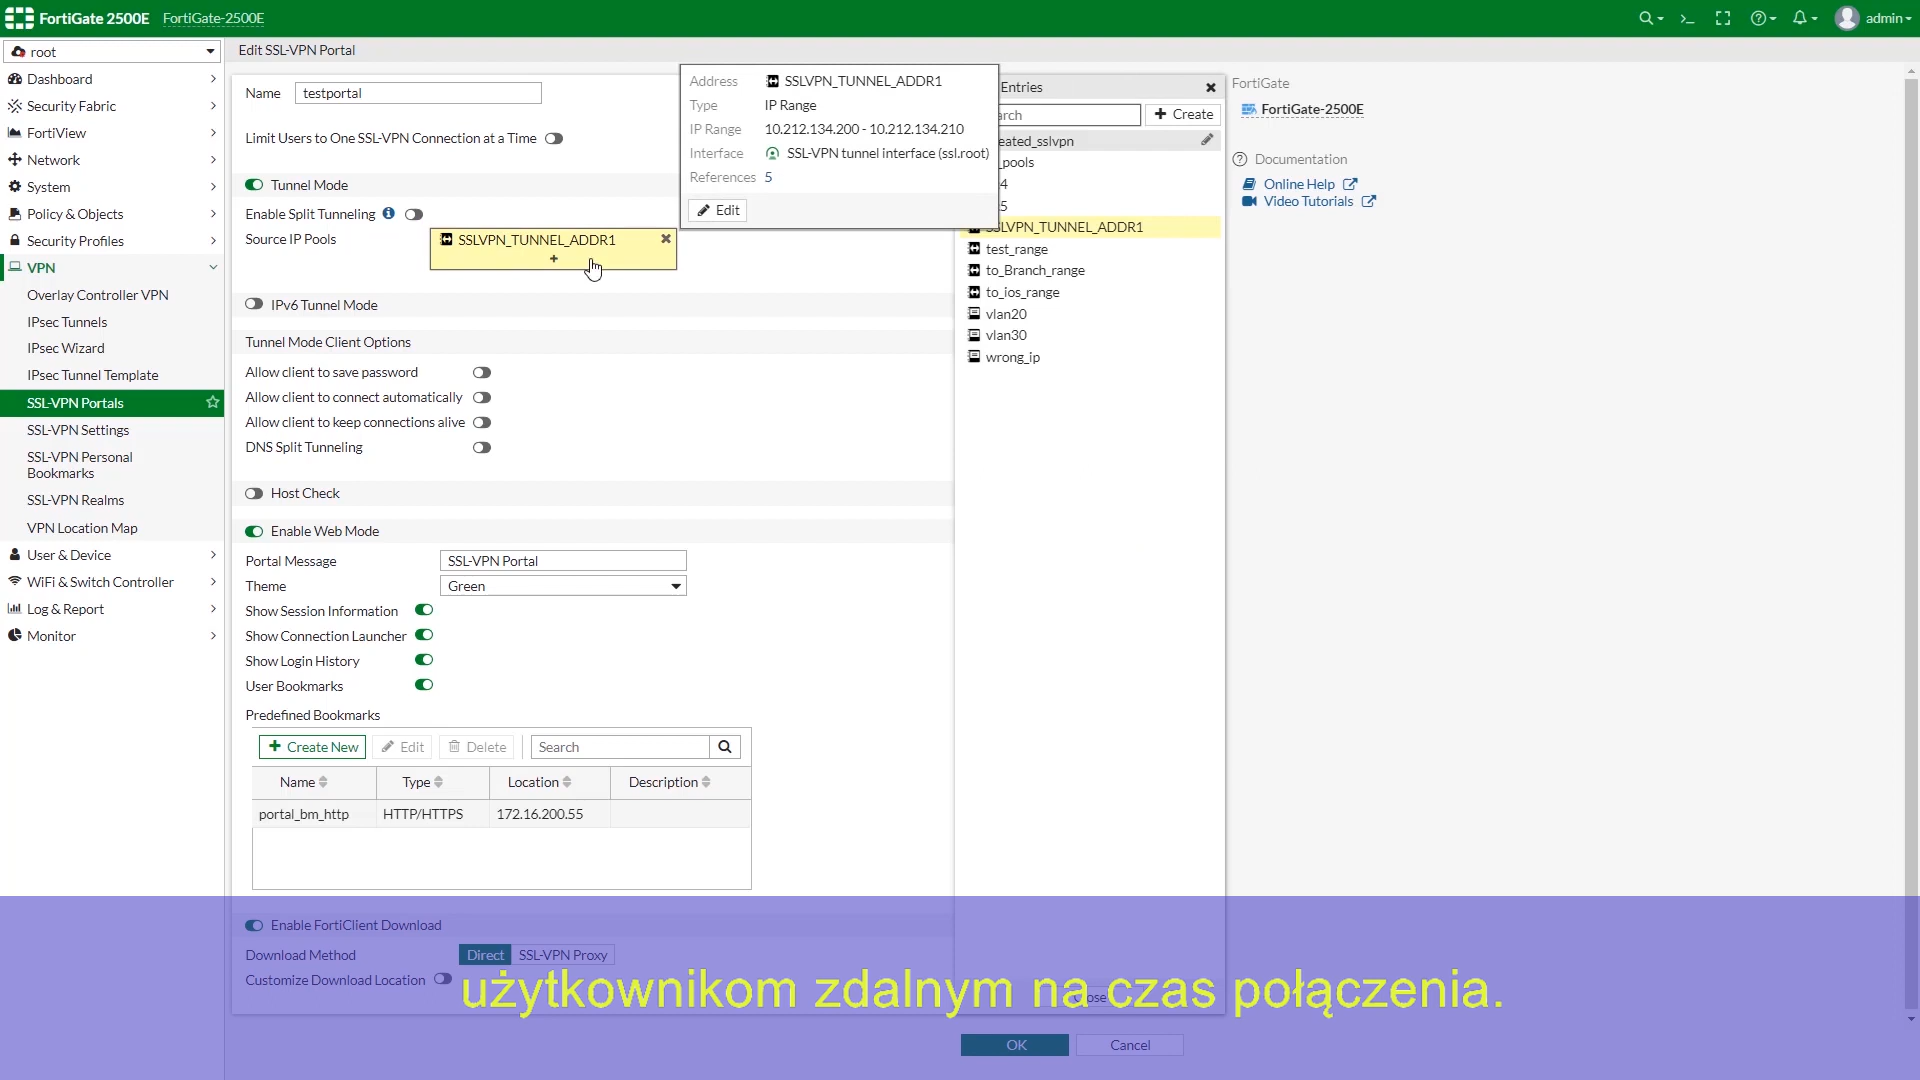 FortiGate 2500E
FortiGate-2500E
admin
root
Edit SSL-VPN Portal
Dashboard
Security Fabric
FortiView
Network
System
Policy & Objects
Security Profiles
VPN
Overlay Controller VPN
IPsec Tunnels
IPsec Wizard
IPsec Tunnel Template
SSL-VPN Portals
SSL-VPN Settings
SSL-VPN Personal
Bookmarks
SSL-VPN Realms
VPN Location Map
User & Device
WiFi & Switch Controller
Log & Report
Monitor
Name testportal
Limit Users to One SSL-VPN Connection at a Time
Tunnel Mode
Enable Split Tunneling
Source IP Pools SSLVPN_TUNNEL_ADDR1
+
IPv6 Tunnel Mode
Tunnel Mode Client Options
Allow client to save password
Allow client to connect automatically
Allow client to keep connections alive
DNS Split Tunneling
Host Check
Enable Web Mode
Portal Message SSL-VPN Portal
Theme Green
Show Session Information
Show Connection Launcher
Show Login History
User Bookmarks
Predefined Bookmarks
+ Create New Edit Delete Search
Name Type Location Description
portal_bm_http HTTP/HTTPS 172.16.200.55
Enable FortiClient Download
Download Method Direct SSL-VPN Proxy
Customize Download Location
Address SSLVPN_TUNNEL_ADDR1
Type IP Range
IP Range 10.212.134.200 - 10.212.134.210
Interface SSL-VPN tunnel interface (ssl.root)
References 5
Edit
Entries
+ Create
eated_sslvpn
_pools
4
5
SSLVPN_TUNNEL_ADDR1
test_range
to_Branch_range
to_ios_range
vlan20
vlan30
wrong_ip
Close
OK Cancel
FortiGate
FortiGate-2500E
Documentation
Online Help
Video Tutorials
użytkownikom zdalnym na czas połączenia.